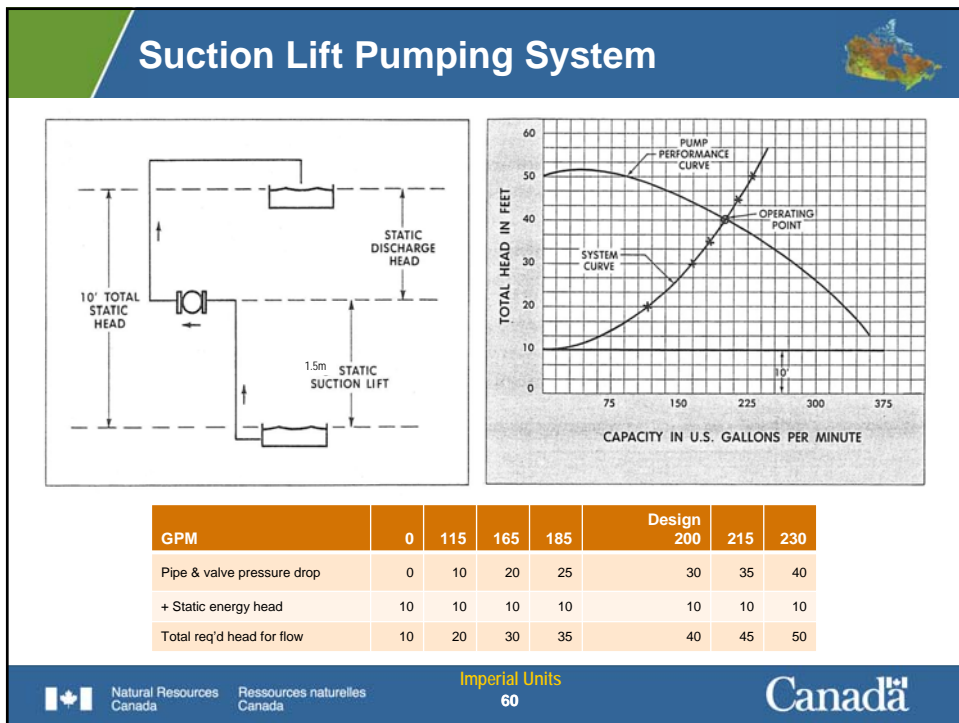 Suction Lift Pumping System
10' TOTAL
STATIC
HEAD
STATIC
DISCHARGE
HEAD
1.5m STATIC
SUCTION LIFT
TOTAL HEAD IN FEET
60
50
40
30
20
10
0
PUMP
PERFORMANCE
CURVE
OPERATING
POINT
SYSTEM
CURVE
10'
75 150 225 300 375
CAPACITY IN U.S. GALLONS PER MINUTE
GPM 0 115 165 185 Design 200 215 230
Pipe & valve pressure drop 0 10 20 25 30 35 40
+ Static energy head 10 10 10 10 10 10 10
Total req'd head for flow 10 20 30 35 40 45 50
Natural Resources Ressources naturelles
Canada Canada
Imperial Units
60
Canada